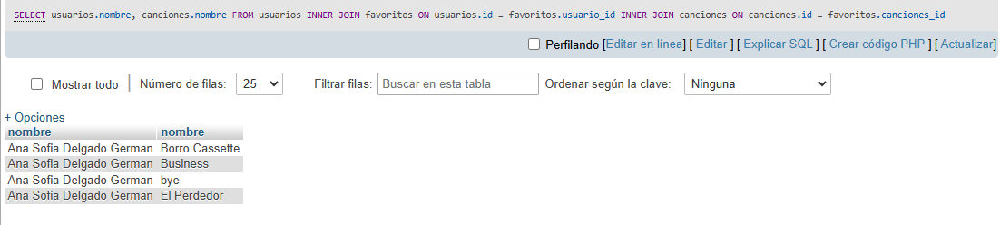 SELECT usuarios.nombre, canciones.nombre FROM usuarios INNER JOIN favoritos ON usuarios.id = favoritos.usuario_id INNER JOIN canciones ON canciones.id = favoritos.canciones_id
Perfilando [Editar en línea] [ Editar ] [ Explicar SQL ] [ Crear código PHP ] [ Actualizar]
Mostrar todo | Número de filas: 25 Filtrar filas: Buscar en esta tabla Ordenar según la clave: Ninguna
+ Opciones
nombre nombre
Ana Sofia Delgado German Borro Cassette
Ana Sofia Delgado German Business
Ana Sofia Delgado German bye
Ana Sofia Delgado German El Perdedor